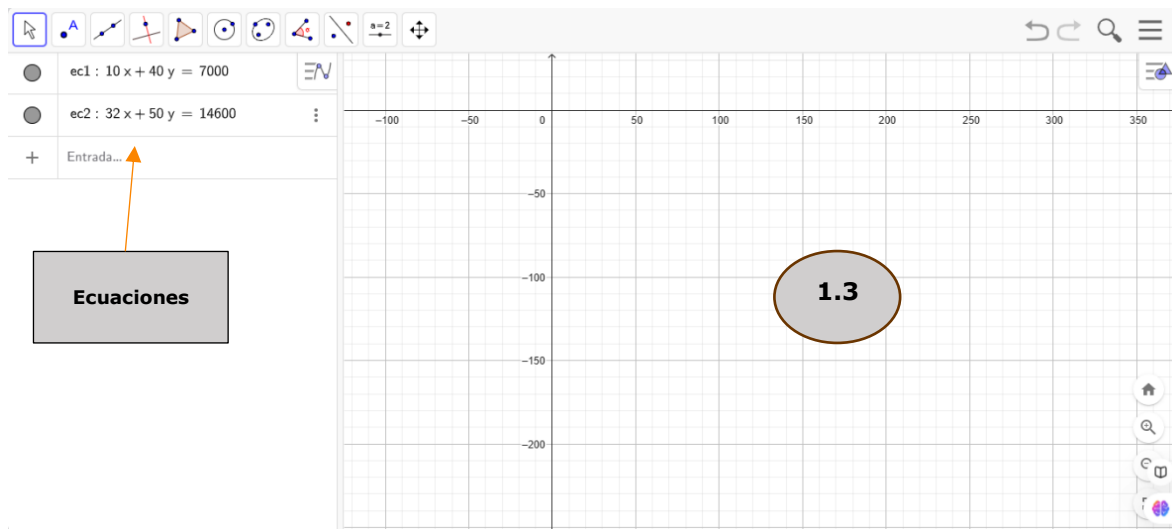 A
a=2
ec1 : 10 x + 40 y = 7000
ec2 : 32 x + 50 y = 14600
Entrada...
Ecuaciones
−100 −50 0 50 100 150 200 250 300 350
−50
−100
1.3
−150
−200